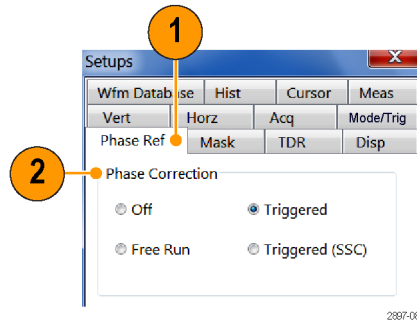 1
Setups
X
Wfm Database Hist Cursor Meas
Vert Horz Acq Mode/Trig
Phase Ref Mask TDR Disp
2
Phase Correction
Off Triggered
Free Run Triggered (SSC)